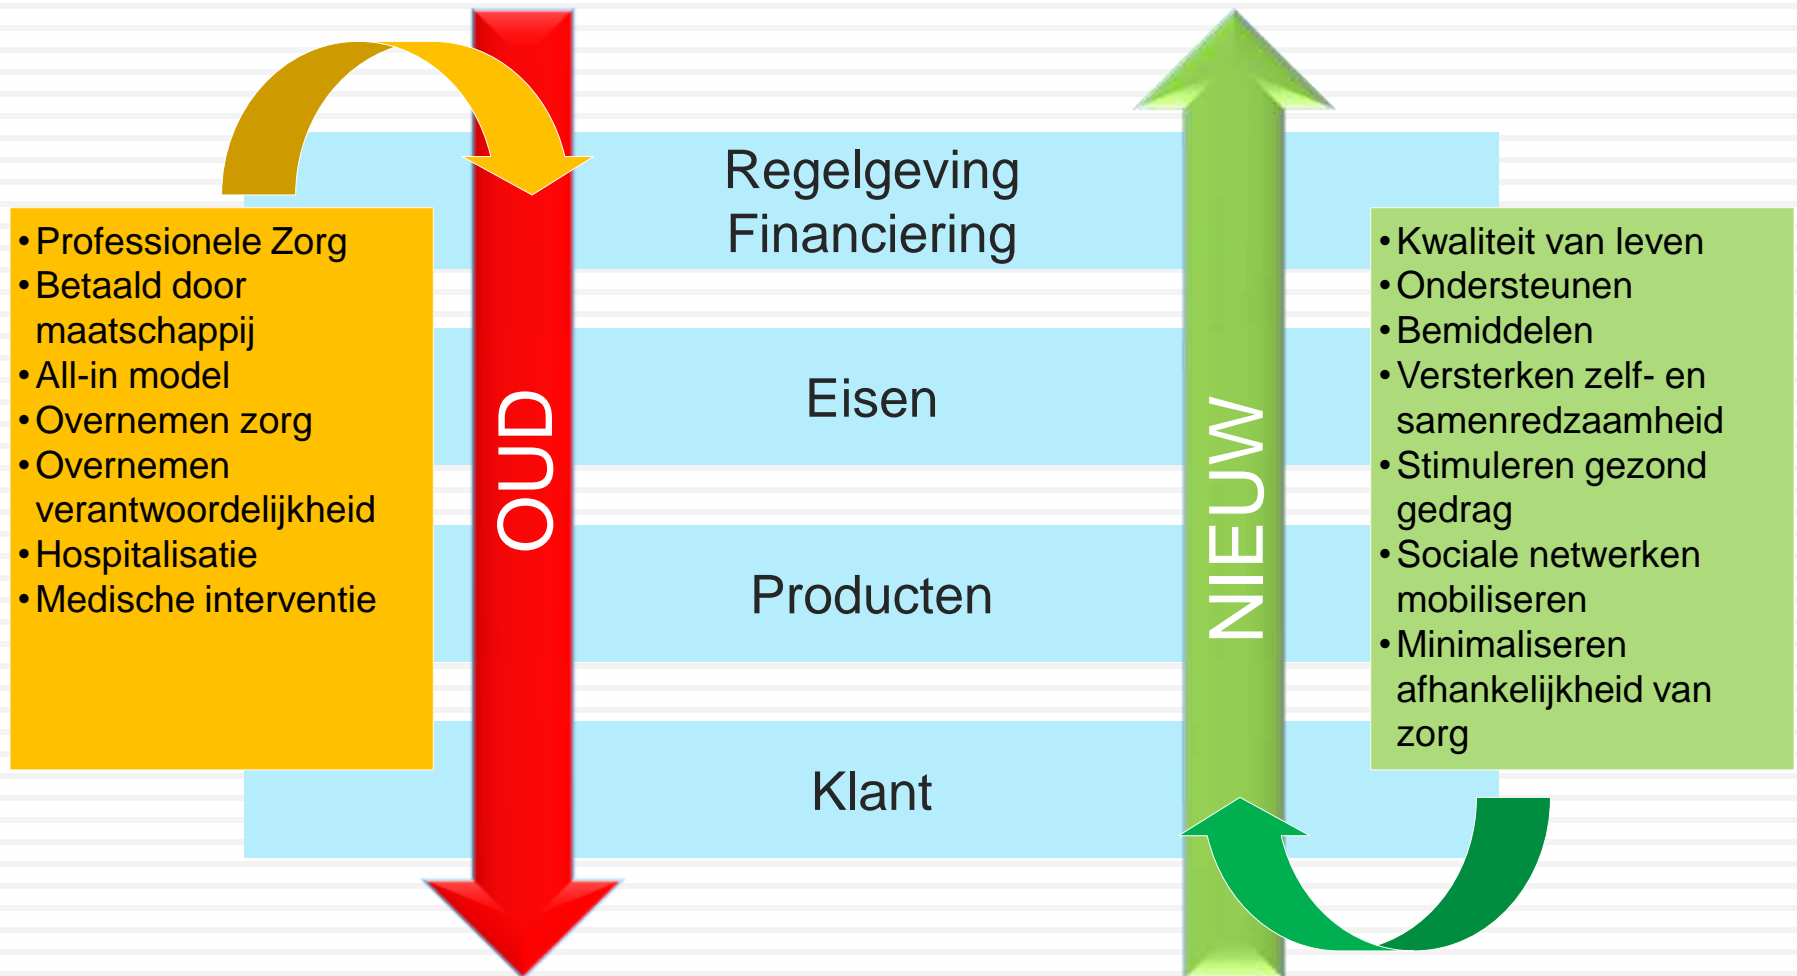 Regelgeving
Financiering
• Professionele Zorg
• Betaald door
maatschappij
• All-in model
• Overnemen zorg
• Overnemen
verantwoordelijkheid
• Hospitalisatie
• Medische interventie
OUD
Eisen
Producten
Klant
NIEUW
• Kwaliteit van leven
• Ondersteunen
• Bemiddelen
• Versterken zelf- en
samenredzaamheid
• Stimuleren gezond
gedrag
• Sociale netwerken
mobiliseren
• Minimaliseren
afhankelijkheid van
zorg